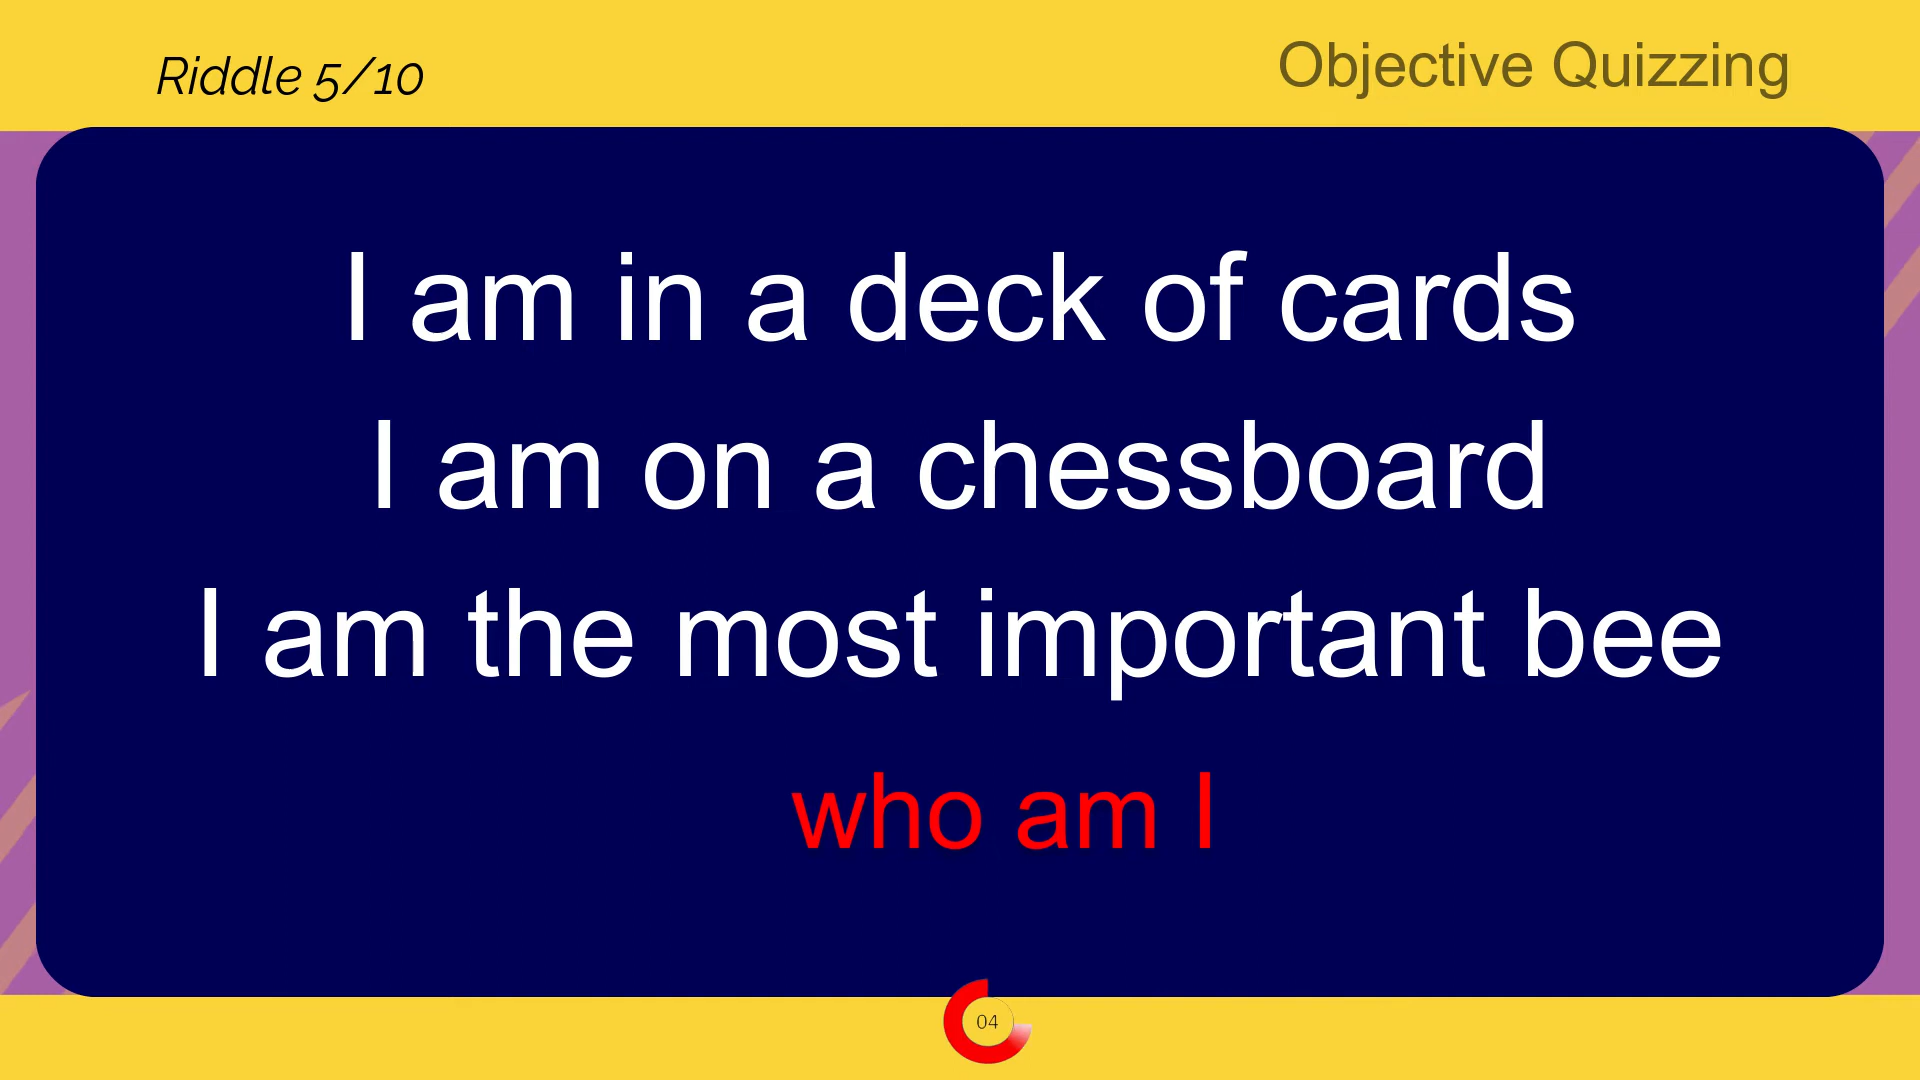 Riddle 5/10
Objective Quizzing
I am in a deck of cards
I am on a chessboard
I am the most important bee
who am I
04